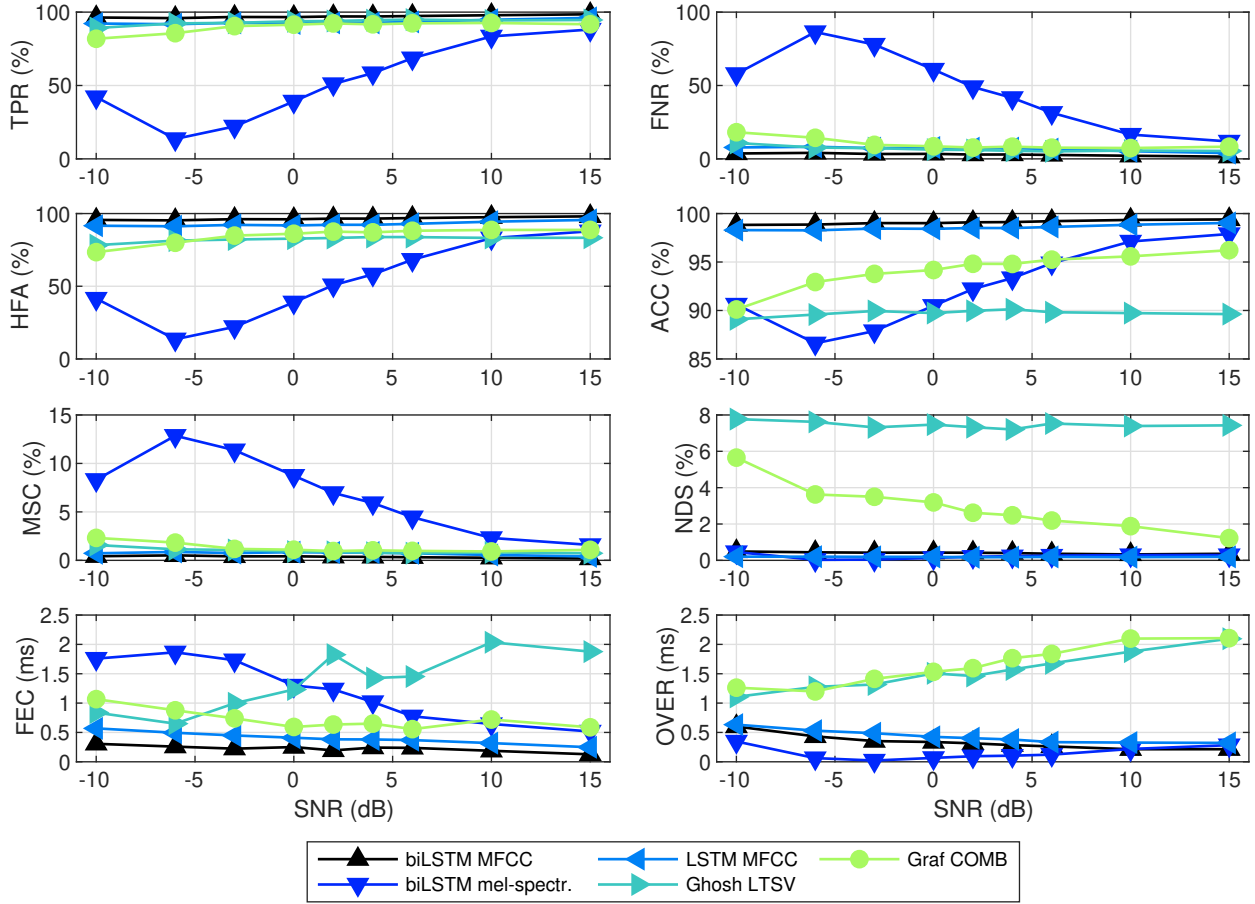 TPR (%)
100
50
0
-10 -5 0 5 10 15
FNR (%)
100
50
0
-10 -5 0 5 10 15
HFA (%)
100
50
0
-10 -5 0 5 10 15
ACC (%)
100
95
90
85
-10 -5 0 5 10 15
MSC (%)
15
10
5
0
-10 -5 0 5 10 15
NDS (%)
8
6
4
2
0
-10 -5 0 5 10 15
FEC (ms)
2.5
2
1.5
1
0.5
0
-10 -5 0 5 10 15
SNR (dB)
OVER (ms)
2.5
2
1.5
1
0.5
0
-10 -5 0 5 10 15
SNR (dB)
biLSTM MFCC LSTM MFCC Graf COMB
biLSTM mel-spectr. Ghosh LTSV